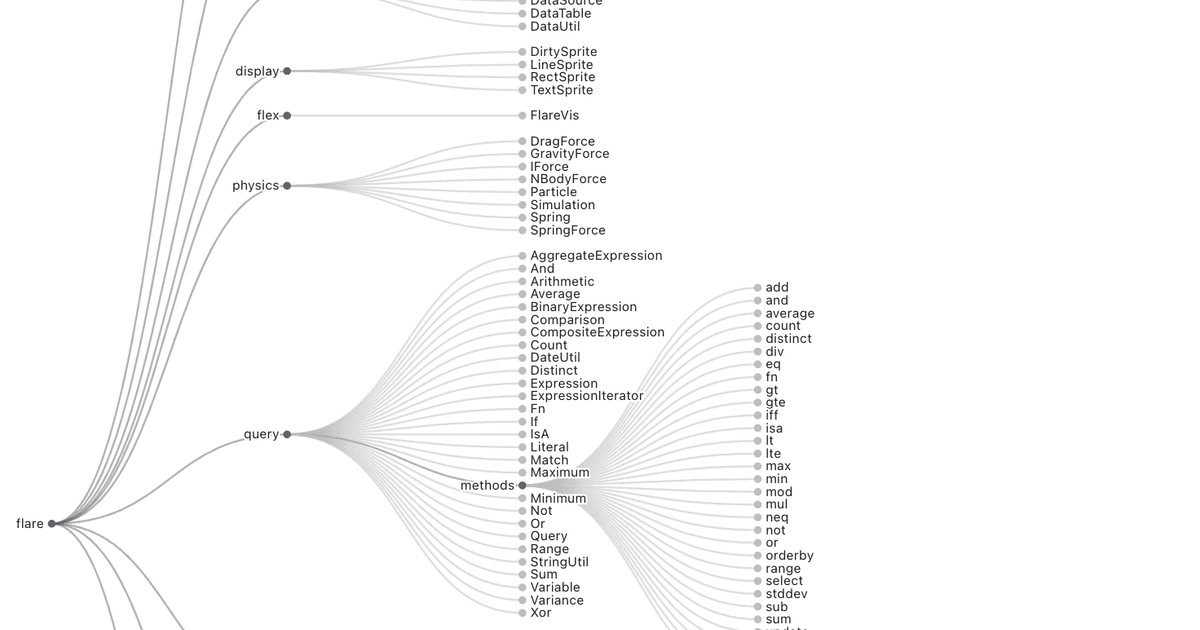 DataSource
DataTable
DataUtil
display
DirtySprite
LineSprite
RectSprite
TextSprite
flex
FlareVis
physics
DragForce
GravityForce
IForce
NBodyForce
Particle
Simulation
Spring
SpringForce
query
AggregateExpression
And
Arithmetic
Average
BinaryExpression
Comparison
CompositeExpression
Count
DateUtil
Distinct
Expression
ExpressionIterator
Fn
If
IsA
Literal
Match
Maximum
methods
add
and
average
count
distinct
div
eq
fn
gt
gte
iff
isa
lt
lte
max
min
mod
mul
neq
not
or
orderby
range
select
stddev
sub
sum
update
Minimum
Not
Or
Query
Range
StringUtil
Sum
Variable
Variance
Xor
flare